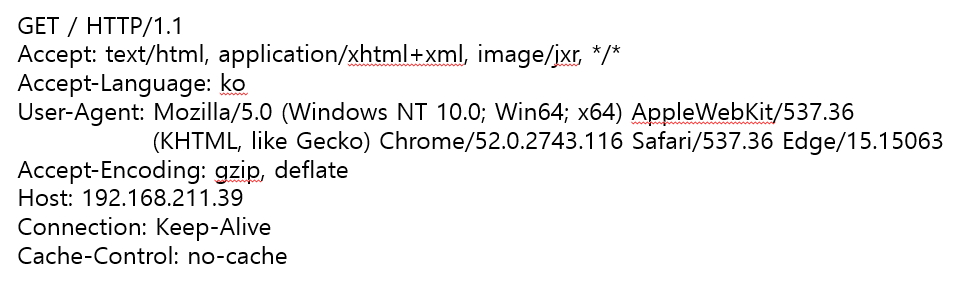 GET / HTTP/1.1
Accept: text/html, application/xhtml+xml, image/jxr, */*
Accept-Language: ko
User-Agent: Mozilla/5.0 (Windows NT 10.0; Win64; x64) AppleWebKit/537.36
(KHTML, like Gecko) Chrome/52.0.2743.116 Safari/537.36 Edge/15.15063
Accept-Encoding: gzip, deflate
Host: 192.168.211.39
Connection: Keep-Alive
Cache-Control: no-cache